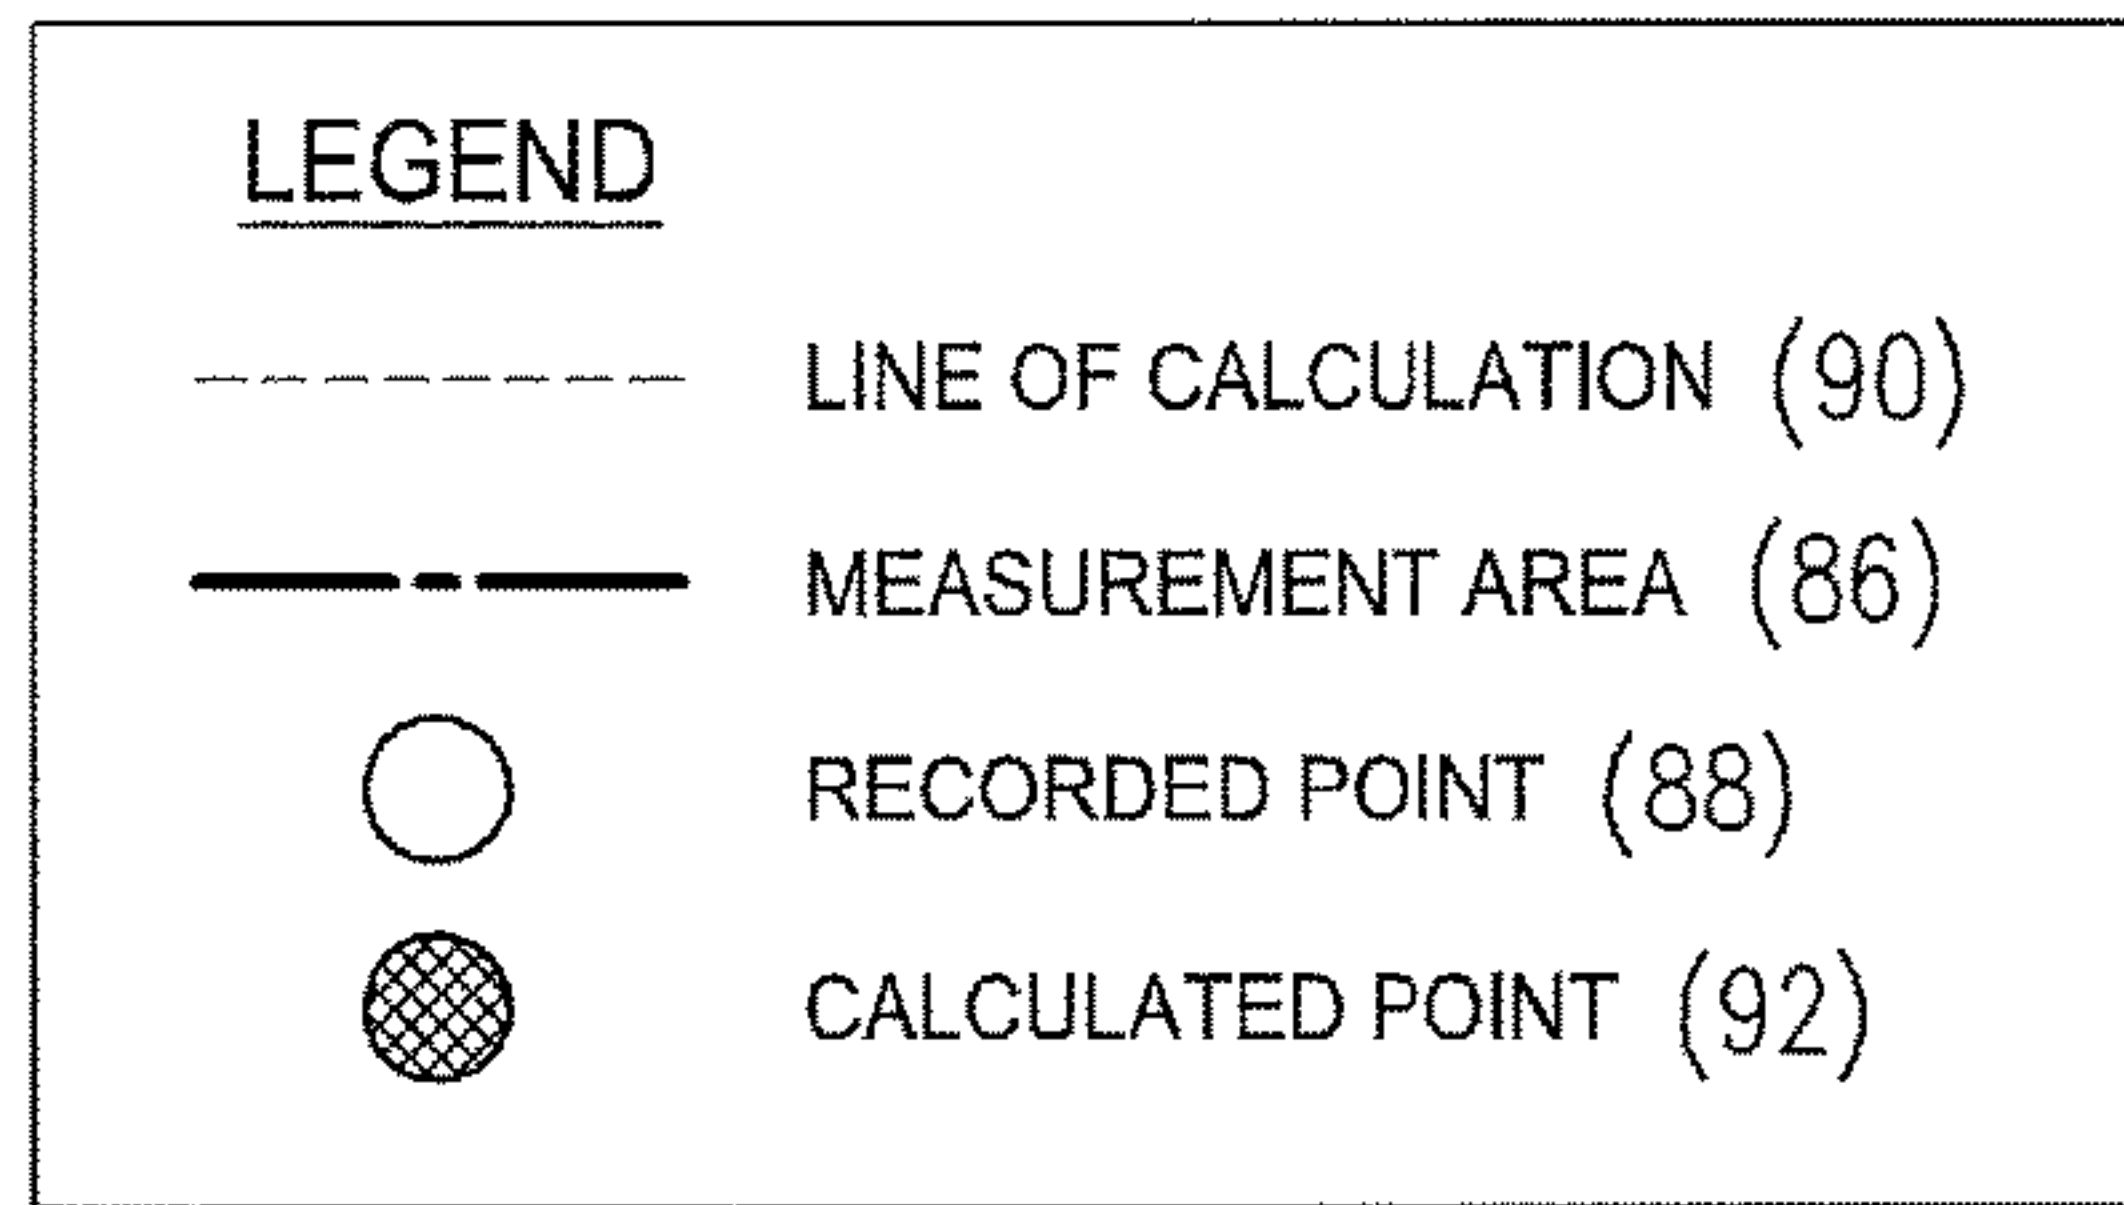 LEGEND
LINE OF CALCULATION (90)
MEASUREMENT AREA (86)
RECORDED POINT (88)
CALCULATED POINT (92)